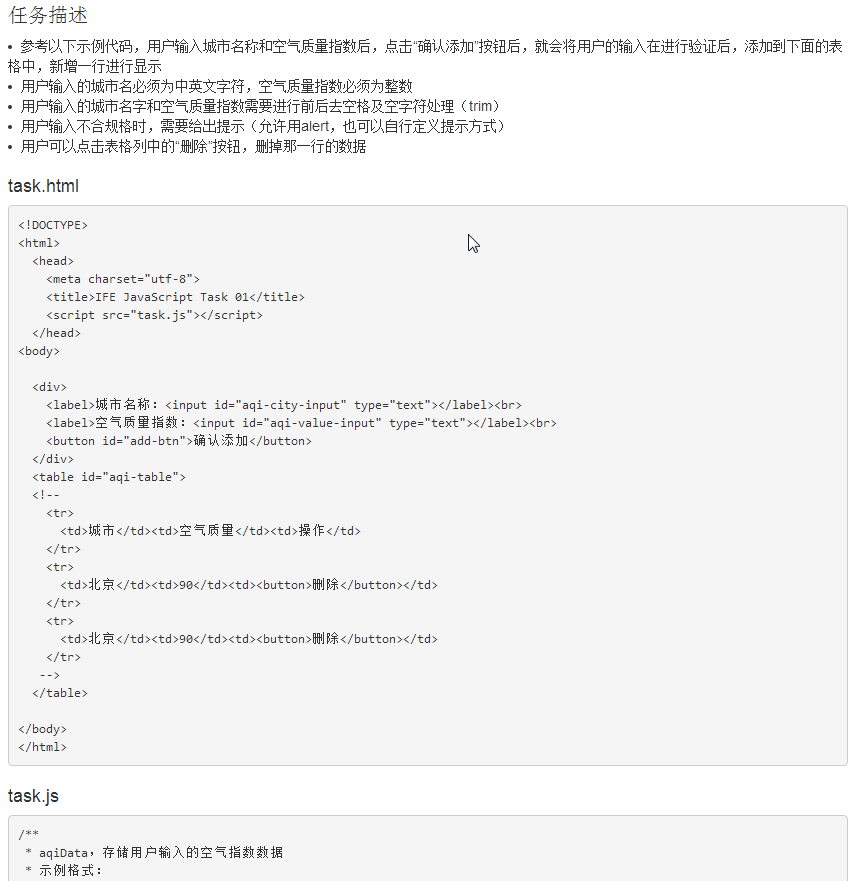 任务描述
• 参考以下示例代码，用户输入城市名称和空气质量指数后，点击“确认添加”按钮后，就会将用户的输入在进行验证后，添加到下面的表
格中，新增一行进行显示
• 用户输入的城市名必须为中英文字符，空气质量指数必须为整数
• 用户输入的城市名字和空气质量指数需要进行前后去空格及空字符处理（trim）
• 用户输入不合规格时，需要给出提示（允许用alert，也可以自行定义提示方式）
• 用户可以点击表格列中的“删除”按钮，删掉那一行的数据
task.html
<!DOCTYPE>
<html>
  <head>
    <meta charset="utf-8">
    <title>IFE JavaScript Task 01</title>
    <script src="task.js"></script>
  </head>
<body>

  <div>
    <label>城市名称：<input id="aqi-city-input" type="text"></label><br>
    <label>空气质量指数：<input id="aqi-value-input" type="text"></label><br>
    <button id="add-btn">确认添加</button>
  </div>
  <table id="aqi-table">
  <!--
    <tr>
      <td>城市</td><td>空气质量</td><td>操作</td>
    </tr>
    <tr>
      <td>北京</td><td>90</td><td><button>删除</button></td>
    </tr>
    <tr>
      <td>北京</td><td>90</td><td><button>删除</button></td>
    </tr>
   -->
  </table>

</body>
</html>
task.js
/**
 * aqiData，存储用户输入的空气指数数据
 * 示例格式：